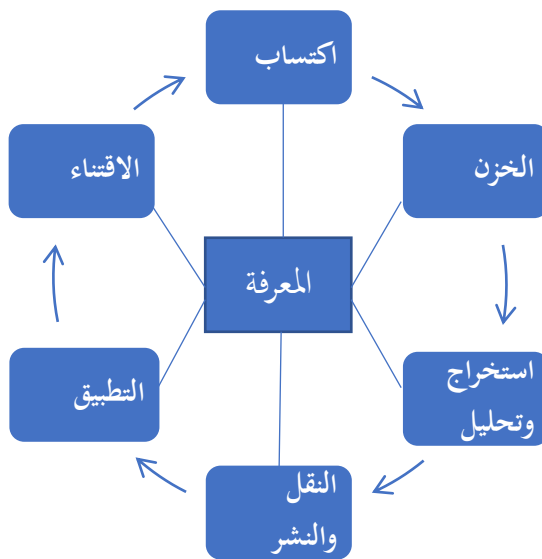 اكتساب
الخزن
استخراج
وتحليل
النقل
والنشر
التطبيق
الاقتناء
المعرفة